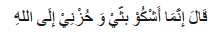 قَالَ إِنَّمَا أَشْكُوْ بَثِّيْ وَ حُزْنِيْ إِلَى اللهِ